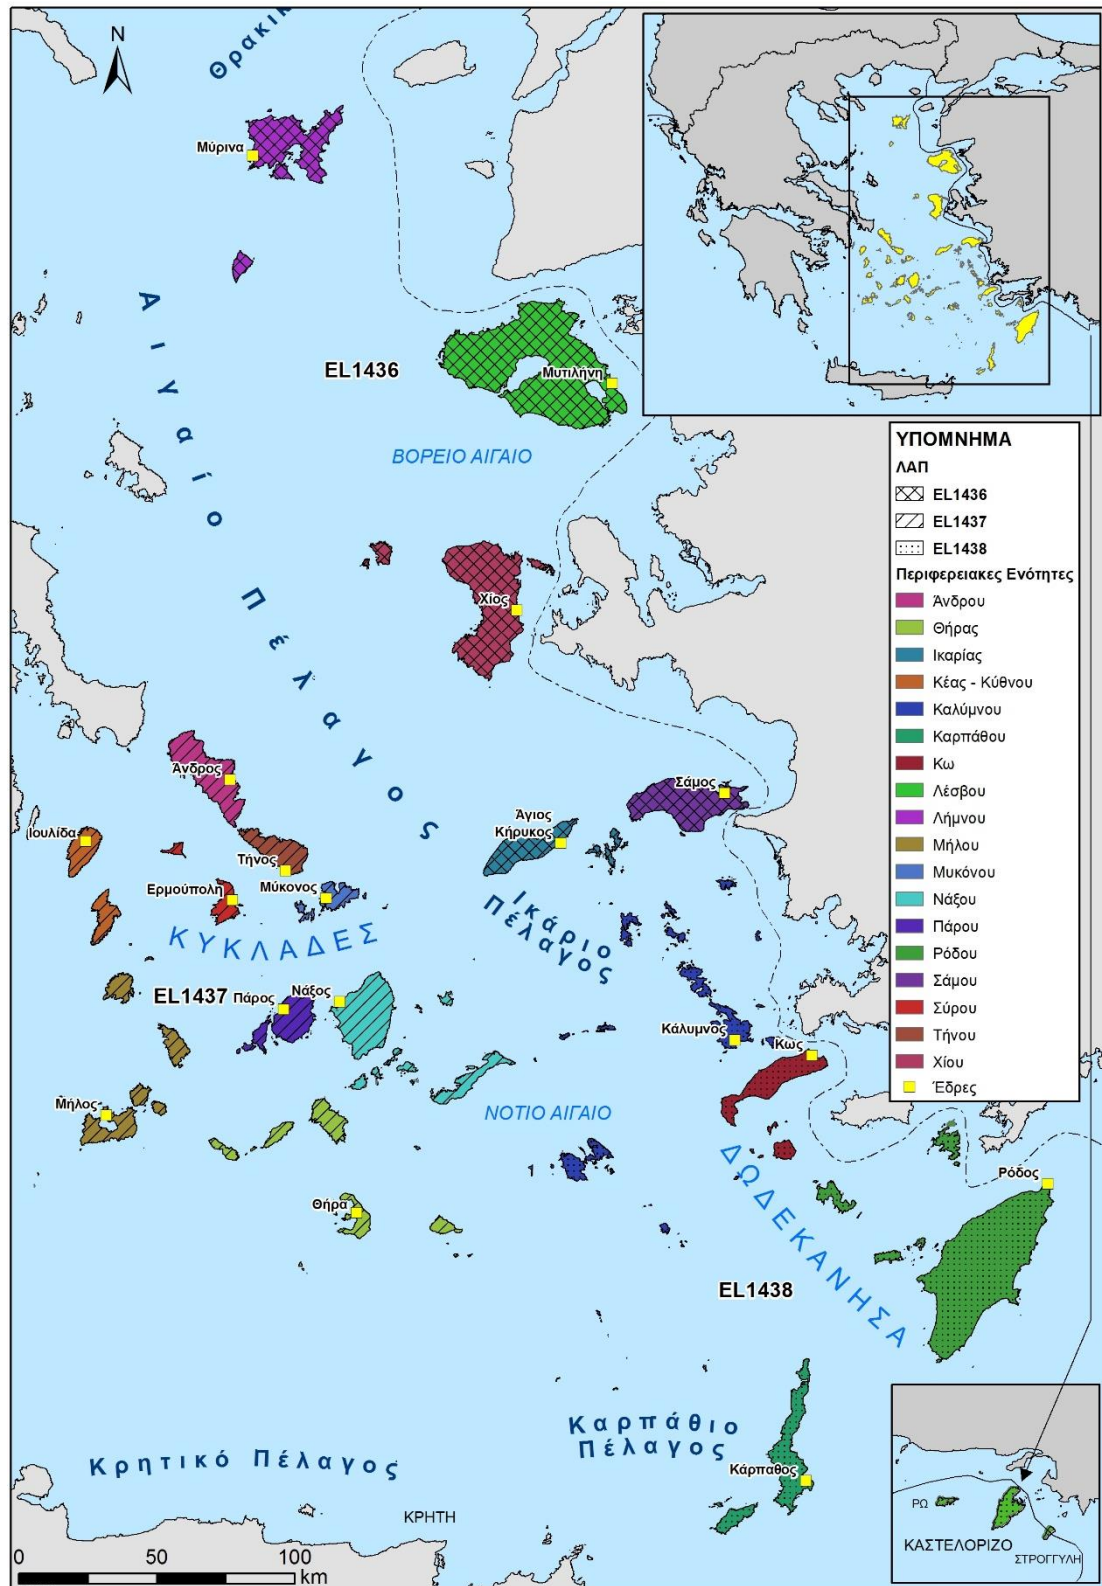 Θρακικ
N
Μύρινα
Αιγαίο Πέλαγος
EL1436
Μυτιλήνη
ΒΟΡΕΙΟ ΑΙΓΑΙΟ
Χίος
Άνδρος
Σάμος
Ιουλίδα
Άγιος
Κήρυκος
Τήνος
Ερμούπολη
Μύκονος
ΚΥΚΛΑΔΕΣ
Ικάριο
Πέλαγος
EL1437
Πάρος
Νάξος
Κάλυμνος
Κως
Μήλος
ΝΟΤΙΟ ΑΙΓΑΙΟ
Θήρα
ΔΩΔΕΚΑΝΗΣΑ
Ρόδος
EL1438
Καρπάθιο
Πέλαγος
Κρητικό Πέλαγος
Κάρπαθος
ΚΡΗΤΗ
0 50 100
km
ΥΠΟΜΝΗΜΑ
ΛΑΠ
EL1436
EL1437
EL1438
Περιφερειακες Ενότητες
Άνδρου
Θήρας
Ικαρίας
Κέας - Κύθνου
Καλύμνου
Καρπάθου
Κω
Λέσβου
Λήμνου
Μήλου
Μυκόνου
Νάξου
Πάρου
Ρόδου
Σάμου
Σύρου
Τήνου
Χίου
Έδρες
ΡΩ
ΚΑΣΤΕΛΟΡΙΖΟ
ΣΤΡΟΓΓΥΛΗ